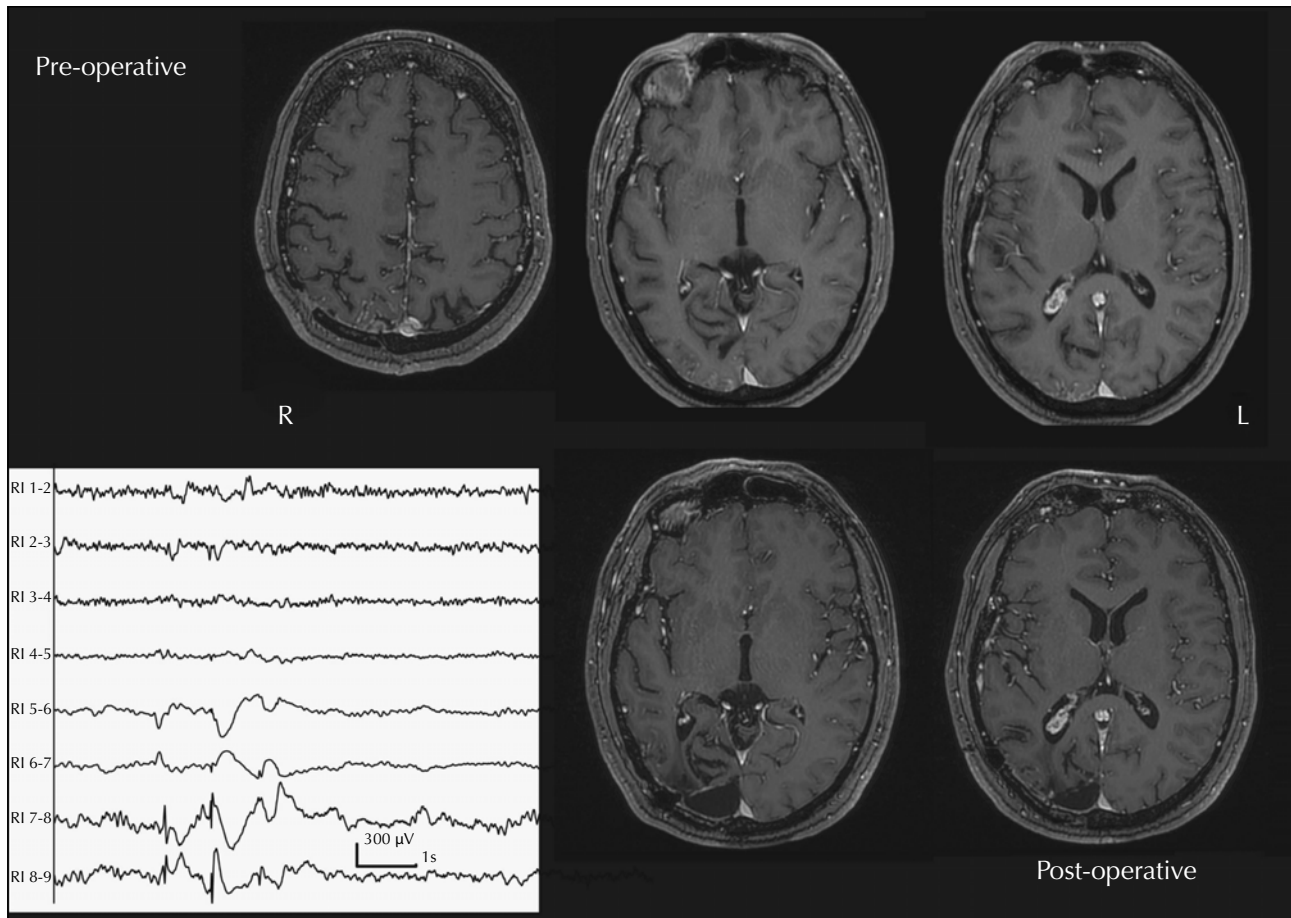 Pre-operative
R
L
RI 1-2
RI 2-3
RI 3-4
RI 4-5
RI 5-6
RI 6-7
RI 7-8
300 µV
1s
RI 8-9
Post-operative